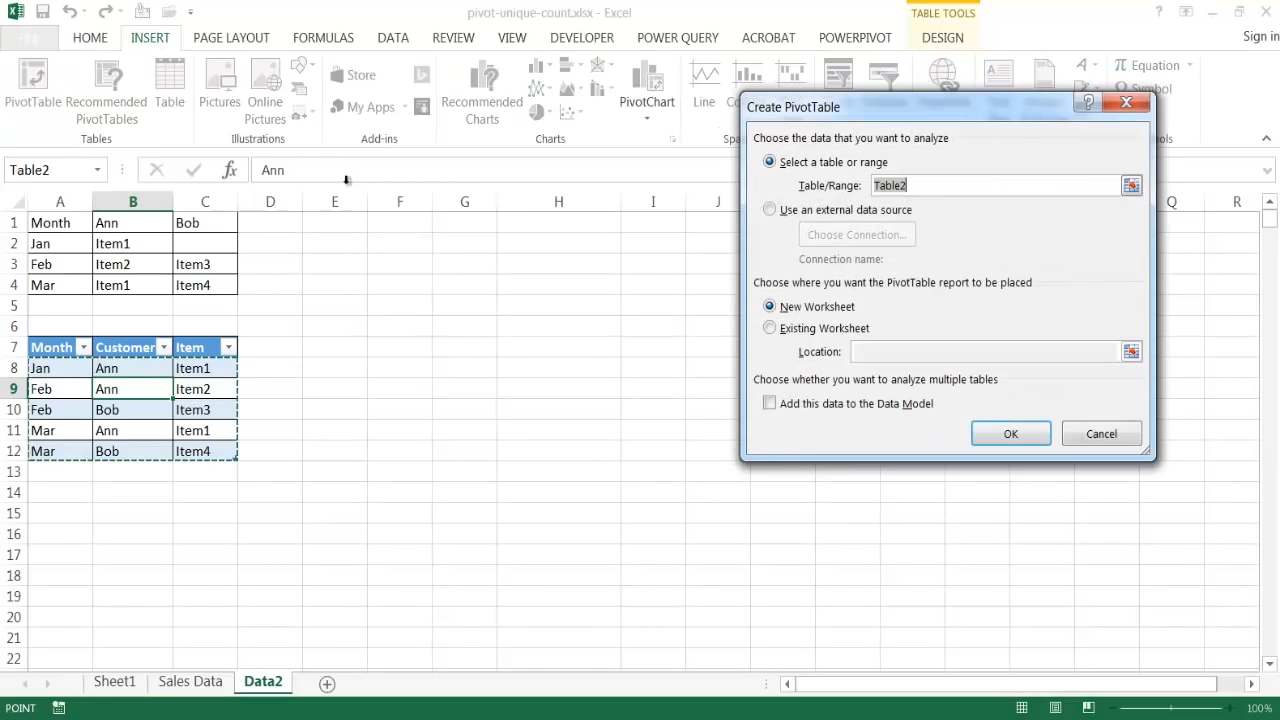 pivot-unique-count.xlsx - Excel
TABLE TOOLS
HOME INSERT PAGE LAYOUT FORMULAS DATA REVIEW VIEW DEVELOPER POWER QUERY ACROBAT POWERPIVOT DESIGN Sign in
PivotTable Recommended PivotTables Table Pictures Online Pictures Store My Apps Recommended Charts PivotChart Line Equation Symbol
Tables Illustrations Add-ins Charts
Table2 fx Ann
A B C D E F G H I J Q R
1 Month Ann Bob
2 Jan Item1
3 Feb Item2 Item3
4 Mar Item1 Item4
5
6
7 Month Customer Item
8 Jan Ann Item1
9 Feb Ann Item2
10 Feb Bob Item3
11 Mar Ann Item1
12 Mar Bob Item4
13
14
15
16
17
18
19
20
21
22
Create PivotTable
Choose the data that you want to analyze
Select a table or range
Table/Range: Table2
Use an external data source
Choose Connection...
Connection name:
Choose where you want the PivotTable report to be placed
New Worksheet
Existing Worksheet
Location:
Choose whether you want to analyze multiple tables
Add this data to the Data Model
OK Cancel
Sheet1 Sales Data Data2
POINT 100%